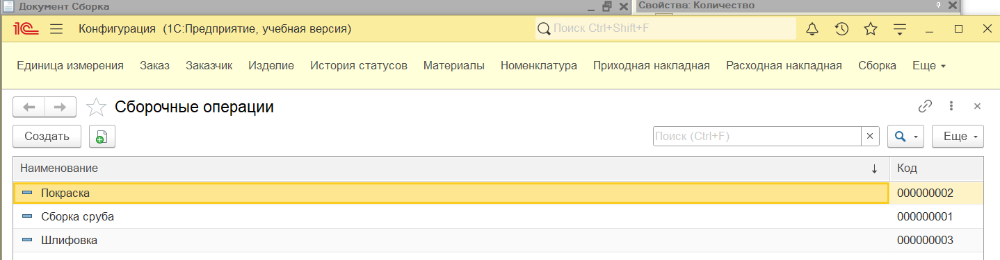 Документ Сборка
Свойства: Количество
1С Конфигурация (1С:Предприятие, учебная версия)
Поиск Ctrl+Shift+F
Единица измерения Заказ Заказчик Изделие История статусов Материалы Номенклатура Приходная накладная Расходная накладная Сборка Еще
Сборочные операции
Создать
Поиск (Ctrl+F)
Еще
Наименование Код
Покраска 000000002
Сборка сруба 000000001
Шлифовка 000000003